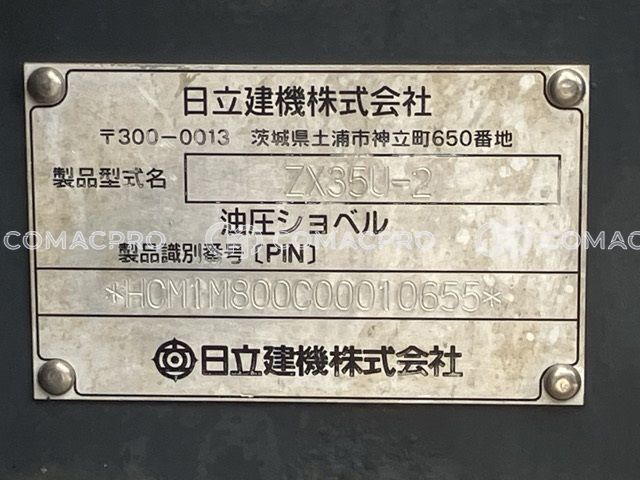 日立建機株式会社
〒300-0013 茨城県土浦市神立町650番地
製品型式名 ZX35U-2
油圧ショベル
COMACPRO COMACPRO COMACPRO
製品識別番号〔PIN〕
*HCM1M800C00010655*
日立建機株式会社